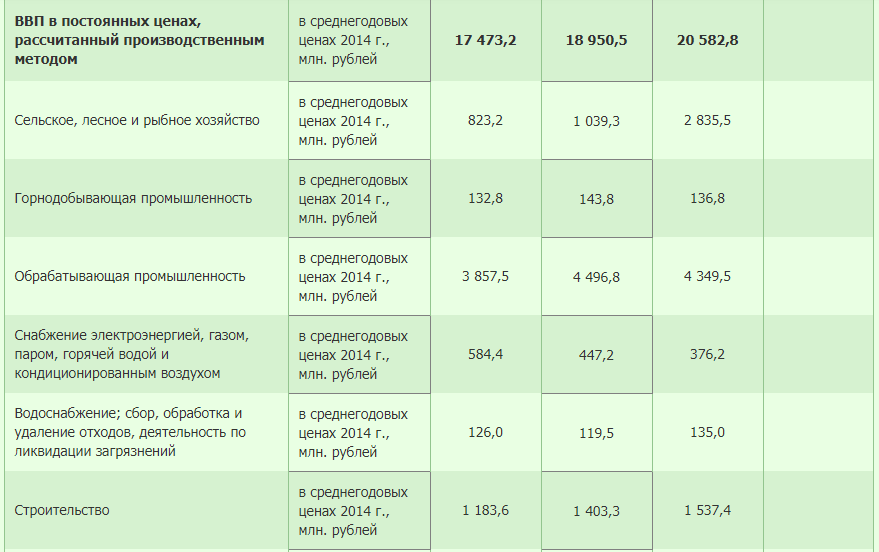 ВВП в постоянных ценах,
рассчитанный производственным
методом
в среднегодовых
ценах 2014 г.,
млн. рублей
17 473,2
18 950,5
20 582,8
Сельское, лесное и рыбное хозяйство
в среднегодовых
ценах 2014 г.,
млн. рублей
823,2
1 039,3
2 835,5
Горнодобывающая промышленность
в среднегодовых
ценах 2014 г.,
млн. рублей
132,8
143,8
136,8
Обрабатывающая промышленность
в среднегодовых
ценах 2014 г.,
млн. рублей
3 857,5
4 496,8
4 349,5
Снабжение электроэнергией, газом,
паром, горячей водой и
кондиционированным воздухом
в среднегодовых
ценах 2014 г.,
млн. рублей
584,4
447,2
376,2
Водоснабжение; сбор, обработка и
удаление отходов, деятельность по
ликвидации загрязнений
в среднегодовых
ценах 2014 г.,
млн. рублей
126,0
119,5
135,0
Строительство
в среднегодовых
ценах 2014 г.,
млн. рублей
1 183,6
1 403,3
1 537,4